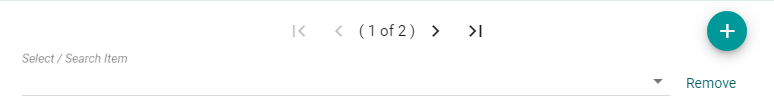 ( 1 of 2 )
Select / Search Item
Remove